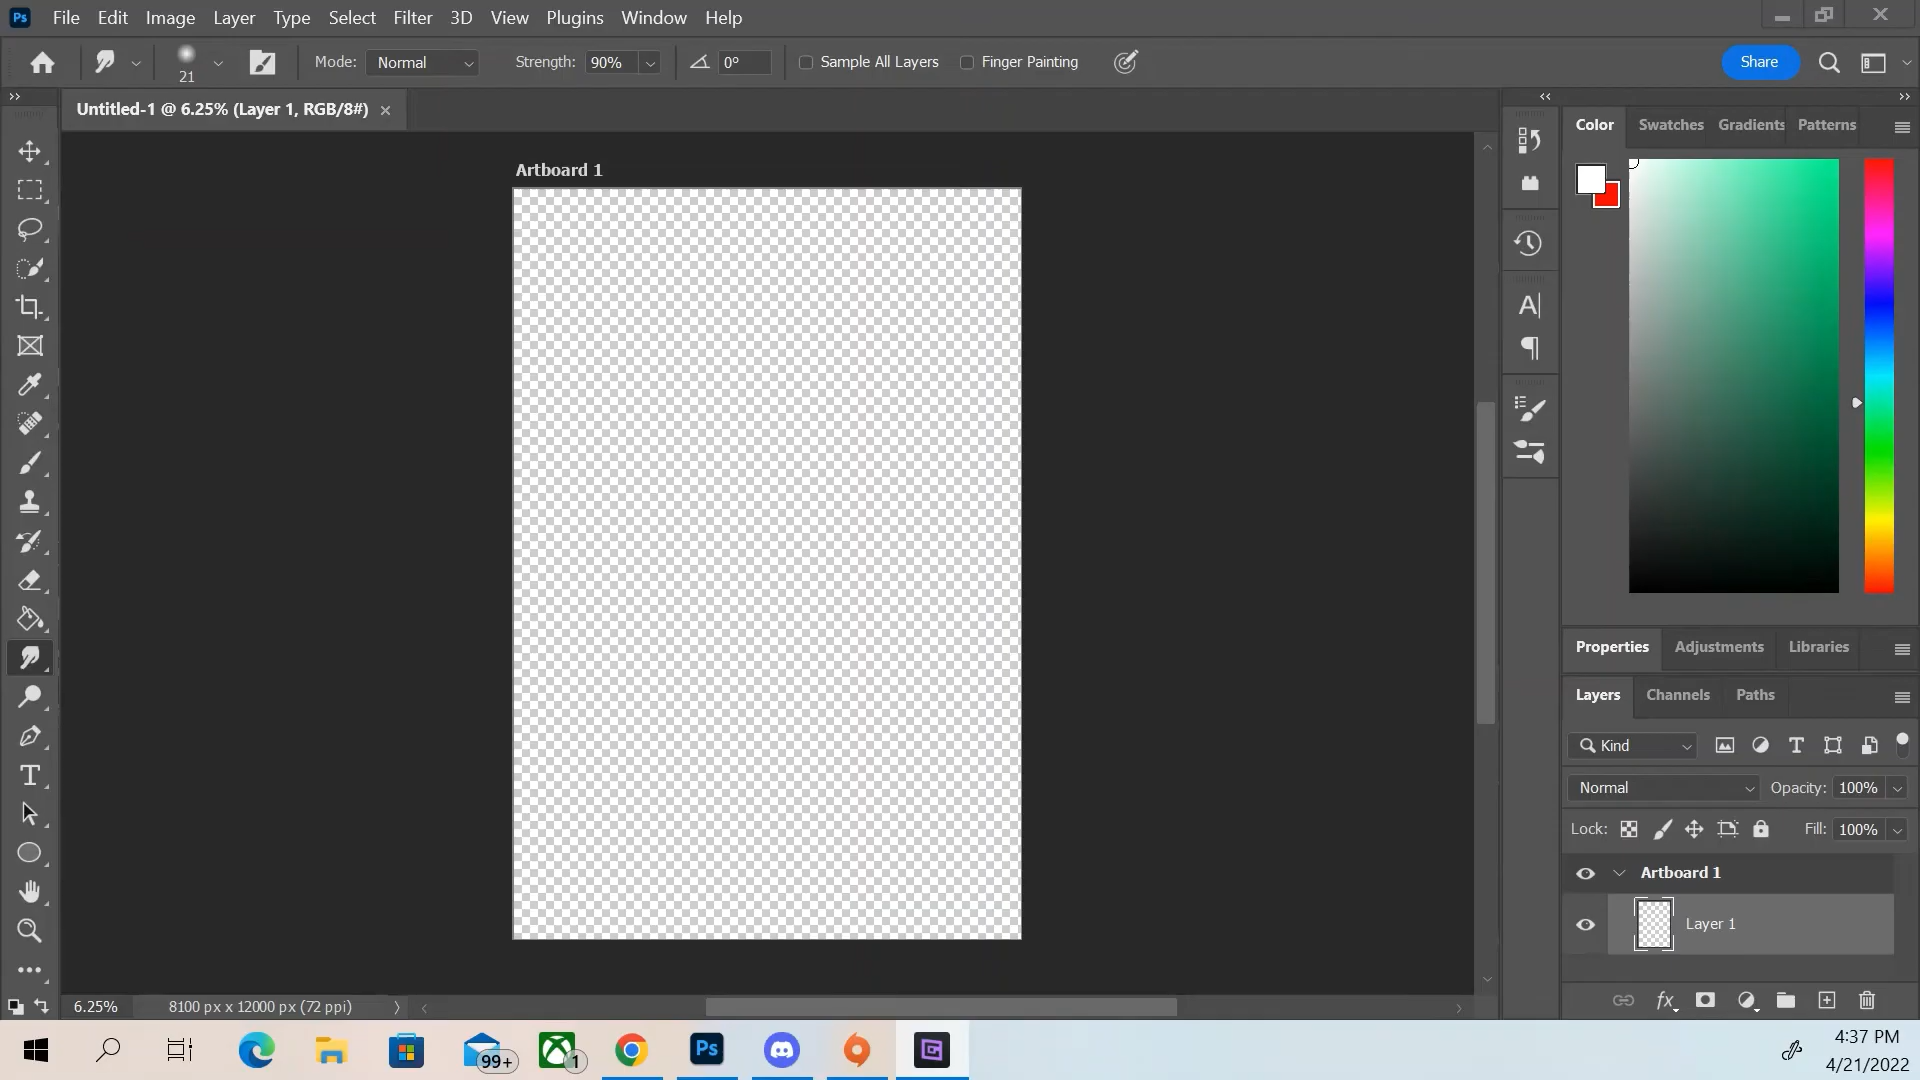 Ps File Edit Image Layer Type Select Filter 3D View Plugins Window Help
21 Mode: Normal Strength: 90% 0° Sample All Layers Finger Painting Share
Untitled-1 @ 6.25% (Layer 1, RGB/8#)
Artboard 1
Color Swatches Gradients Patterns
Properties Adjustments Libraries
Layers Channels Paths
Kind
Normal Opacity: 100%
Lock: Fill: 100%
Artboard 1
Layer 1
fx
6.25% 8100 px x 12000 px (72 ppi)
99+ 1 Ps
4:37 PM
4/21/2022